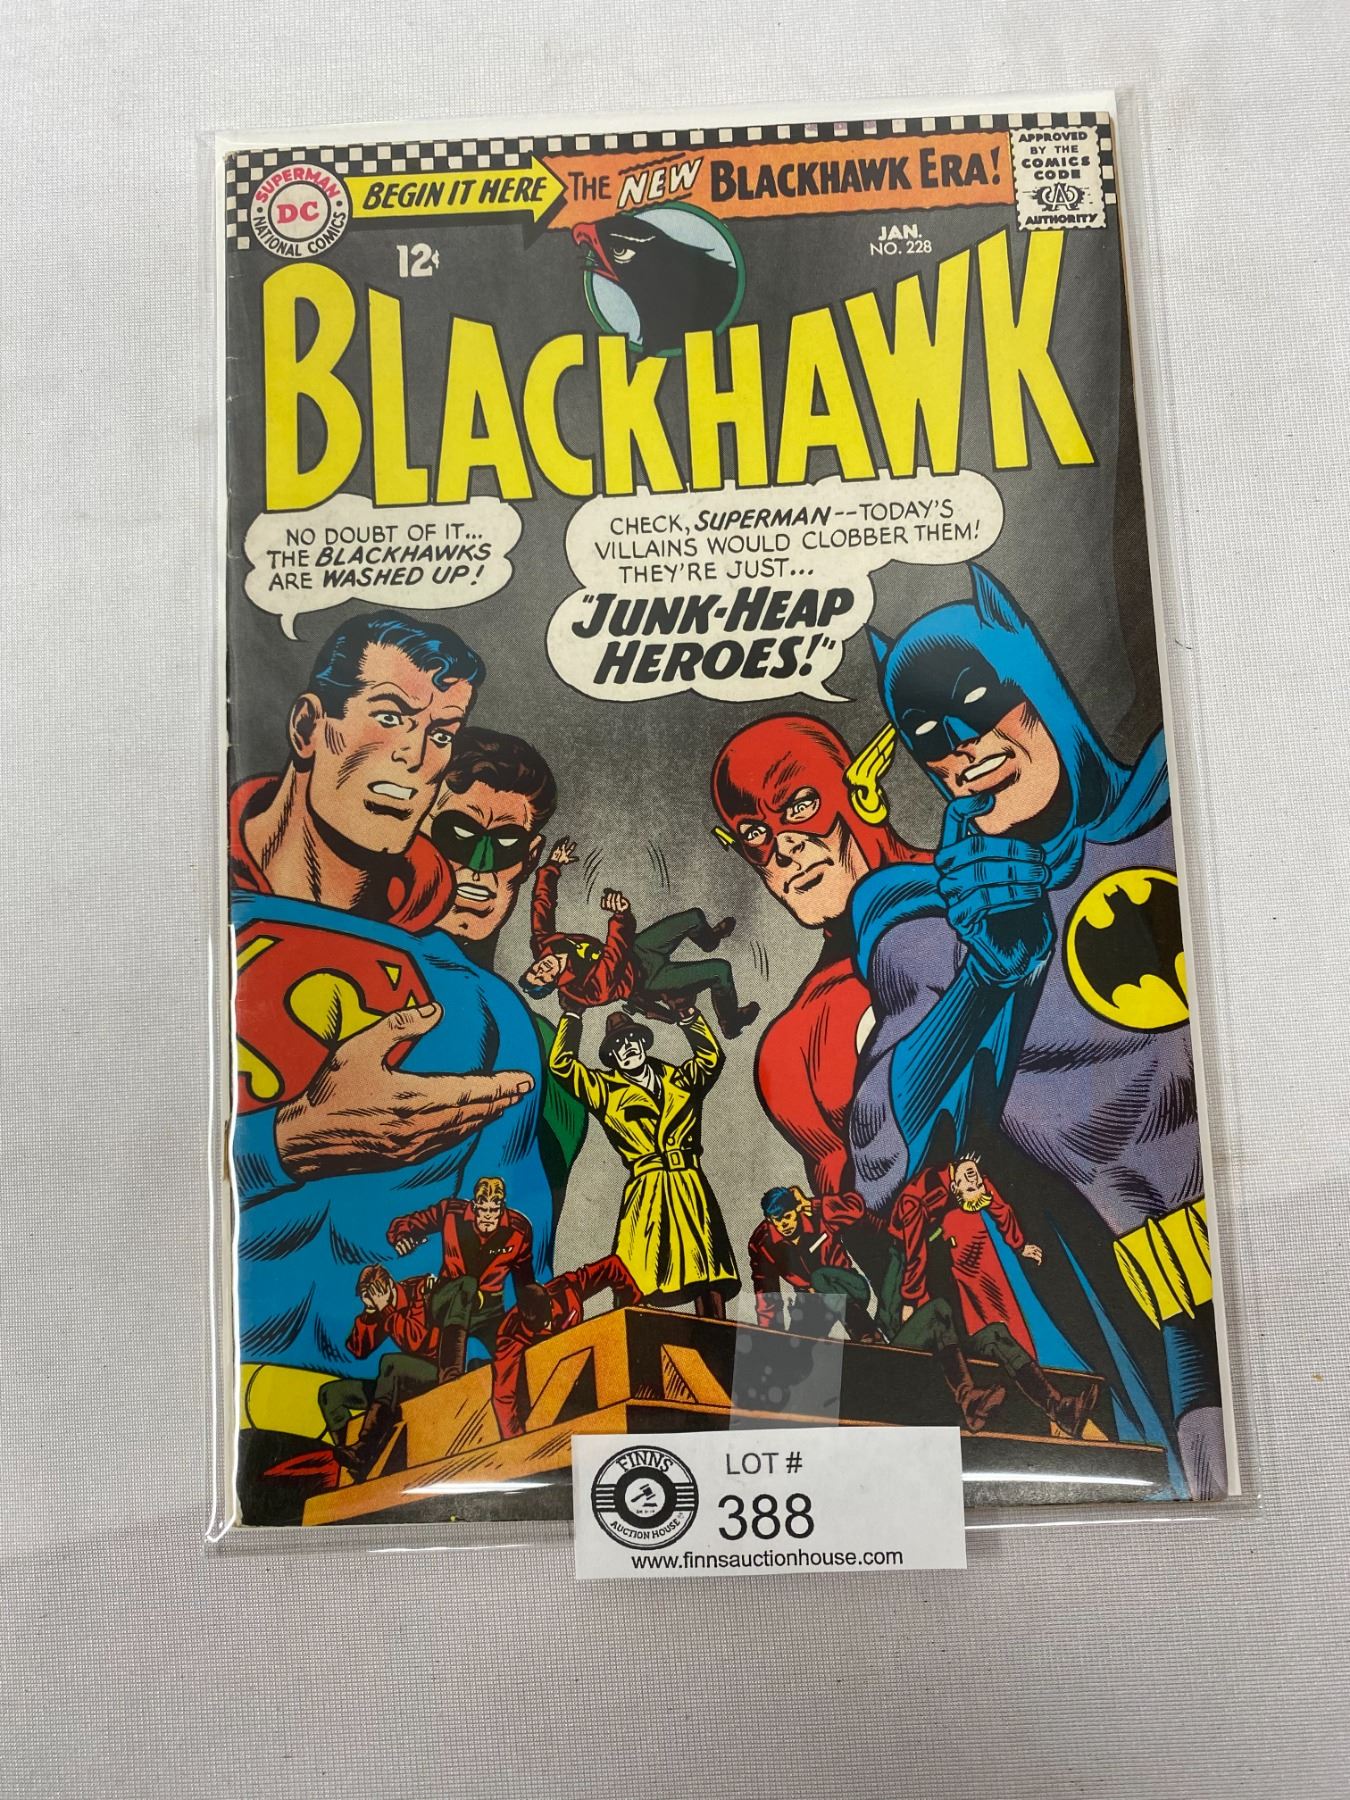 SUPERMAN
DC
NATIONAL COMICS
BEGIN IT HERE
THE NEW BLACKHAWK ERA!
APPROVED
BY THE
COMICS
CODE
CA
AUTHORITY
12¢
JAN.
NO. 228
BLACKHAWK
NO DOUBT OF IT...
THE BLACKHAWKS
ARE WASHED UP!
CHECK, SUPERMAN--TODAY'S
VILLAINS WOULD CLOBBER THEM!
THEY'RE JUST...
"JUNK-HEAP
HEROES!"
FINNS
AUCTION HOUSE
LOT #
388
www.finnsauctionhouse.com